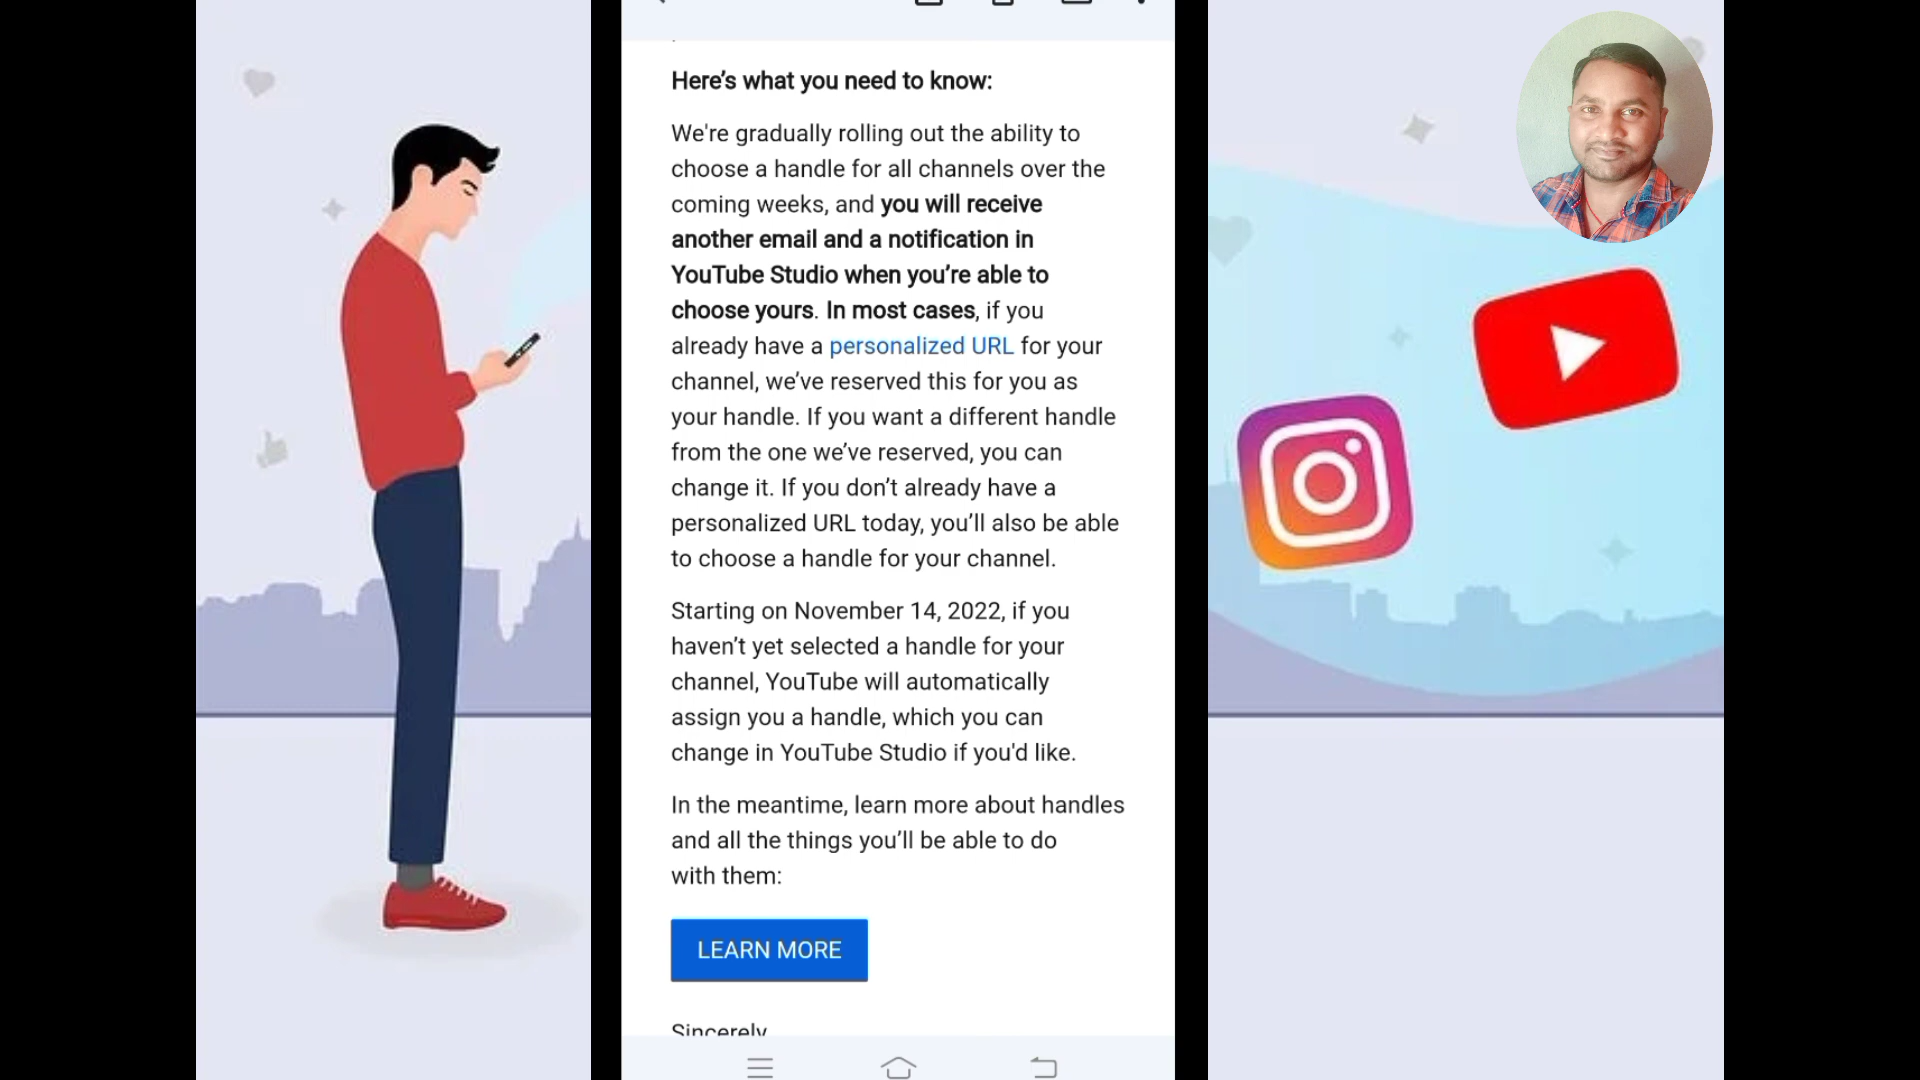 Here’s what you need to know:
We're gradually rolling out the ability to
choose a handle for all channels over the
coming weeks, and you will receive
another email and a notification in
YouTube Studio when you’re able to
choose yours. In most cases, if you
already have a personalized URL for your
channel, we’ve reserved this for you as
your handle. If you want a different handle
from the one we’ve reserved, you can
change it. If you don’t already have a
personalized URL today, you’ll also be able
to choose a handle for your channel.
Starting on November 14, 2022, if you
haven’t yet selected a handle for your
channel, YouTube will automatically
assign you a handle, which you can
change in YouTube Studio if you'd like.
In the meantime, learn more about handles
and all the things you’ll be able to do
with them:
LEARN MORE
Sincerely